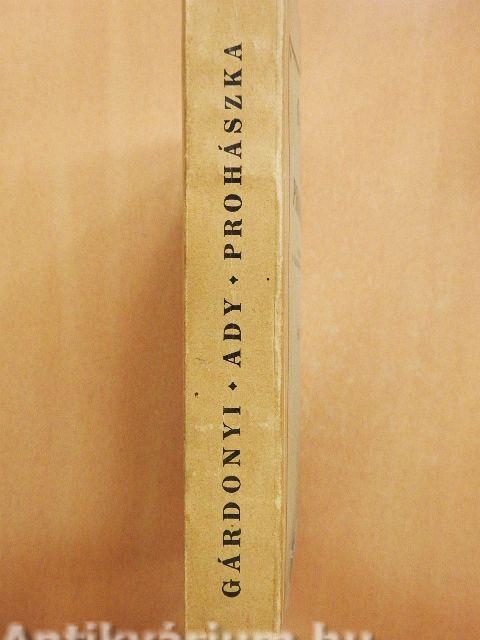 GÁRDONYI ✦ ADY ✦ PROHÁSZKA
Antikvárium.hu